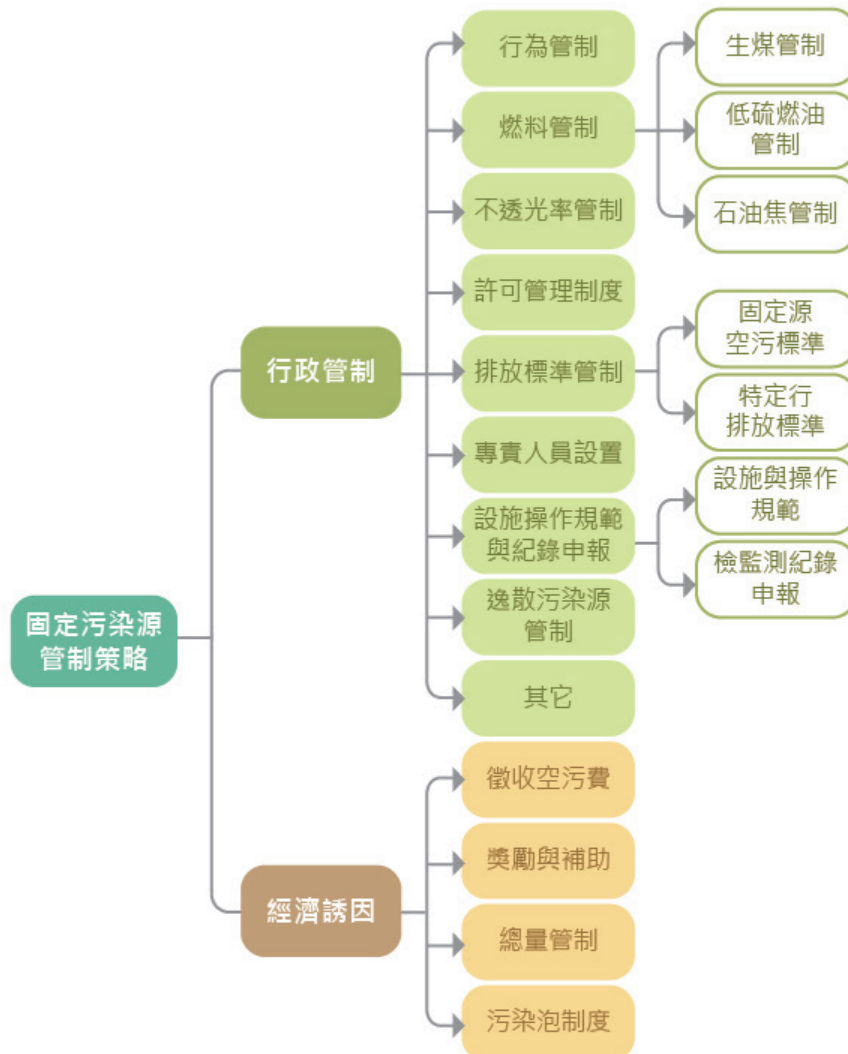 固定污染源
管制策略
行政管制
行為管制
燃料管制
生煤管制
低硫燃油
管制
石油焦管制
不透光率管制
許可管理制度
排放標準管制
固定源
空污標準
特定行
排放標準
專責人員設置
設施操作規範
與紀錄申報
設施與操作
規範
檢監測紀錄
申報
逸散污染源
管制
其它
經濟誘因
徵收空污費
獎勵與補助
總量管制
污染泡制度